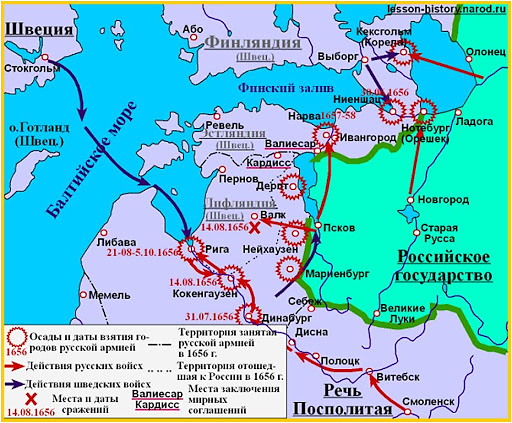 lesson-history.narod.ru
Швеция
Стокгольм
Або
Финляндия
(Швец.)
Выборг
Кексгольм
(Корела)
Олонец
Финский залив
30.06.1656
Ниеншанц
Нотебург
(Орешек)
Ладога
о.Готланд
(Швец.)
Балтийское море
Ревель
Нарва
1657-58
Ивангород
Эстляндия
(Швец.)
Валиесар
Кардисс
Пернов
Дерпт
Лифляндия
(Швец.)
Валк
14.08.1656
Нейхаузен
Псков
Новгород
Старая
Русса
Российское
государство
Либава
21-08-5.10.1656
Рига
14.08.1656
Кокенгаузен
Мариенбург
Мемель
31.07.1656
Динабург
Себеж
Великие
Луки
Дисна
Полоцк
Витебск
Речь
Посполитая
Смоленск
Осады и даты взятия го-
родов русской армией
1656
Действия русских войсх
Действия шведских войсх
Места и даты
сражений
14.08.1656
Территория занятая
русской армией
в 1656 г.
Территория отошед-
шая к России в 1656 г.
Валиесар
Кардисс
Места заключения
мирных
соглашений